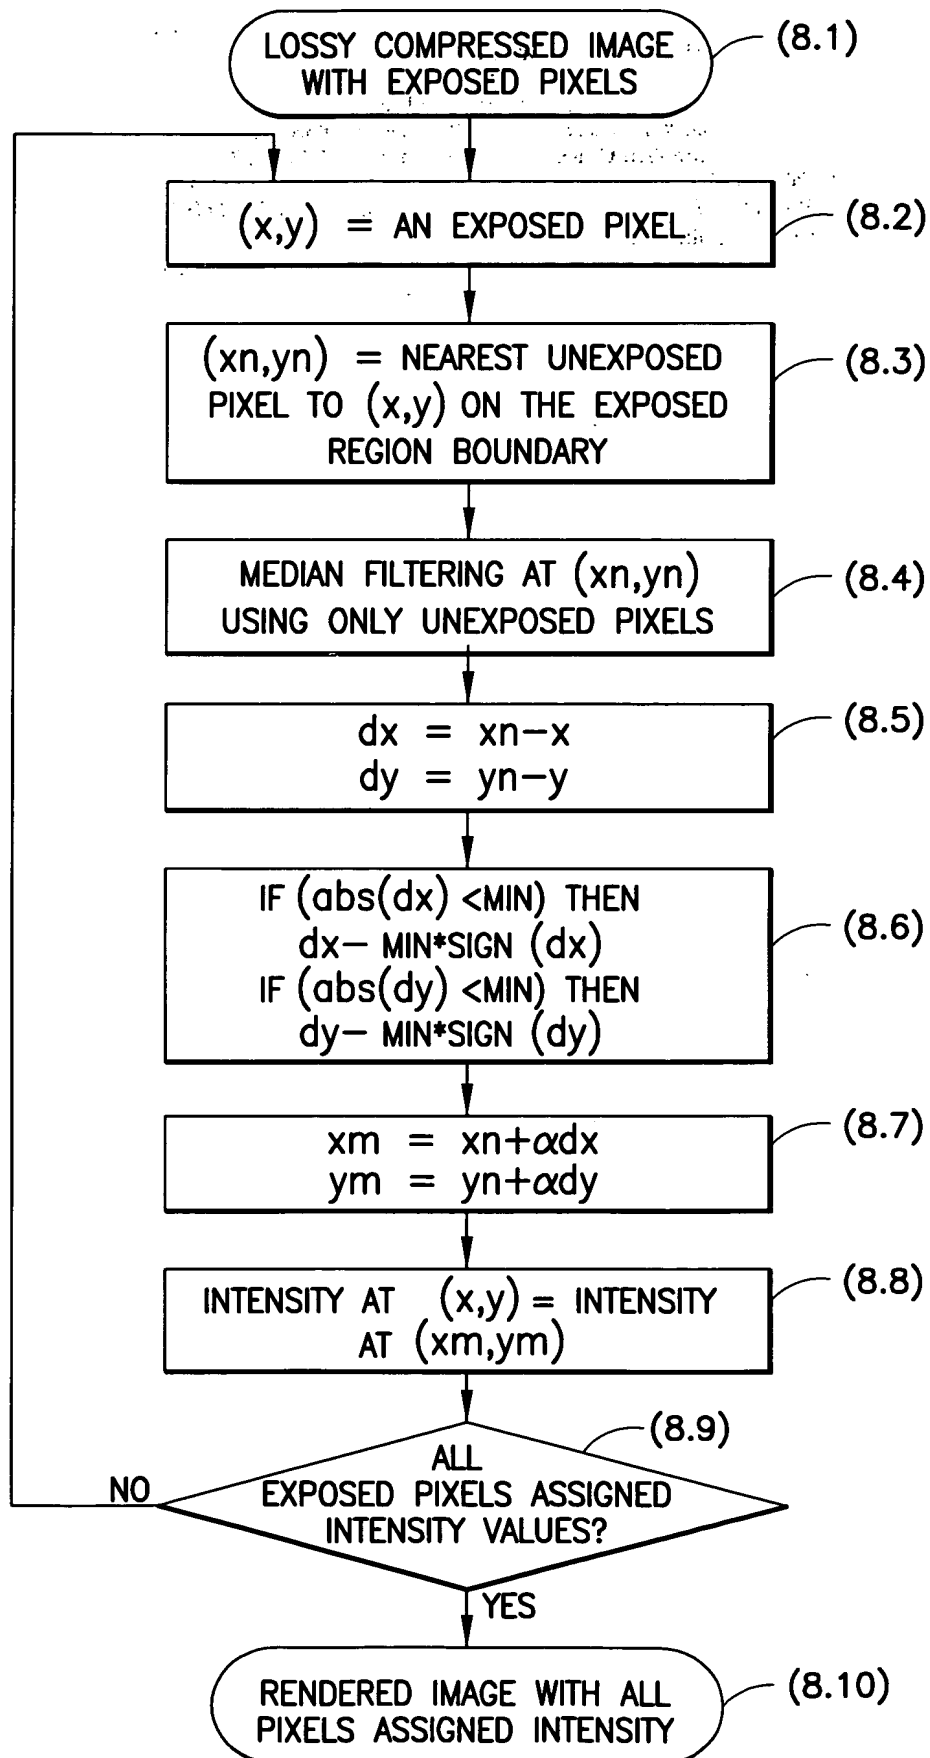 LOSSY COMPRESSED IMAGE
WITH EXPOSED PIXELS
(8.1)
(x,y) = AN EXPOSED PIXEL
(8.2)
(xn,yn) = NEAREST UNEXPOSED
PIXEL TO (x,y) ON THE EXPOSED
REGION BOUNDARY
(8.3)
MEDIAN FILTERING AT (xn,yn)
USING ONLY UNEXPOSED PIXELS
(8.4)
dx = xn-x
dy = yn-y
(8.5)
IF (abs(dx) <MIN) THEN
dx- MIN*SIGN (dx)
IF (abs(dy) <MIN) THEN
dy- MIN*SIGN (dy)
(8.6)
xm = xn+αdx
ym = yn+αdy
(8.7)
INTENSITY AT (x,y) = INTENSITY
AT (xm,ym)
(8.8)
ALL
EXPOSED PIXELS ASSIGNED
INTENSITY VALUES?
(8.9)
NO
YES
RENDERED IMAGE WITH ALL
PIXELS ASSIGNED INTENSITY
(8.10)